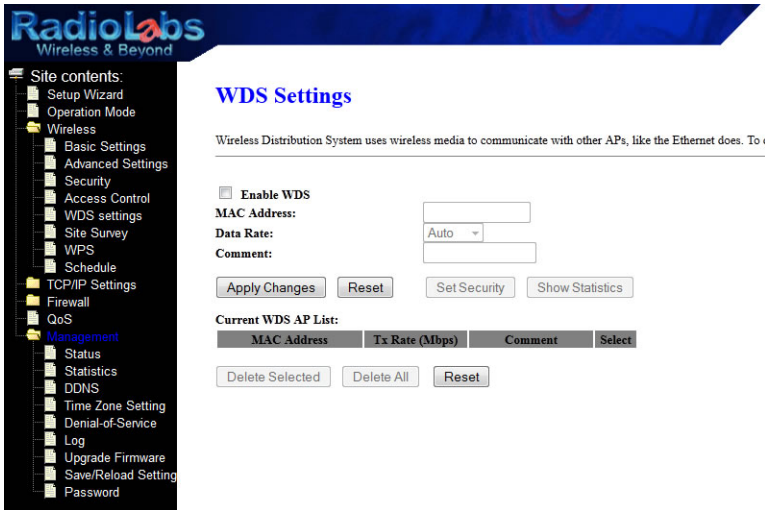 RadioLabs
Wireless & Beyond
Site contents:
Setup Wizard
Operation Mode
Wireless
Basic Settings
Advanced Settings
Security
Access Control
WDS settings
Site Survey
WPS
Schedule
TCP/IP Settings
Firewall
QoS
Management
Status
Statistics
DDNS
Time Zone Setting
Denial-of-Service
Log
Upgrade Firmware
Save/Reload Setting
Password
WDS Settings
Wireless Distribution System uses wireless media to communicate with other APs, like the Ethernet does. To
Enable WDS
MAC Address:
Data Rate: Auto
Comment:
Apply Changes Reset Set Security Show Statistics
Current WDS AP List:
MAC Address Tx Rate (Mbps) Comment Select
Delete Selected Delete All Reset